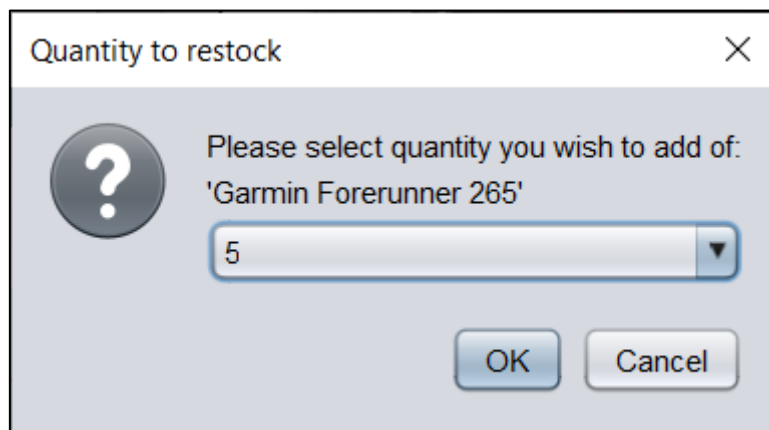 Quantity to restock
Please select quantity you wish to add of:
'Garmin Forerunner 265'
5
OK
Cancel